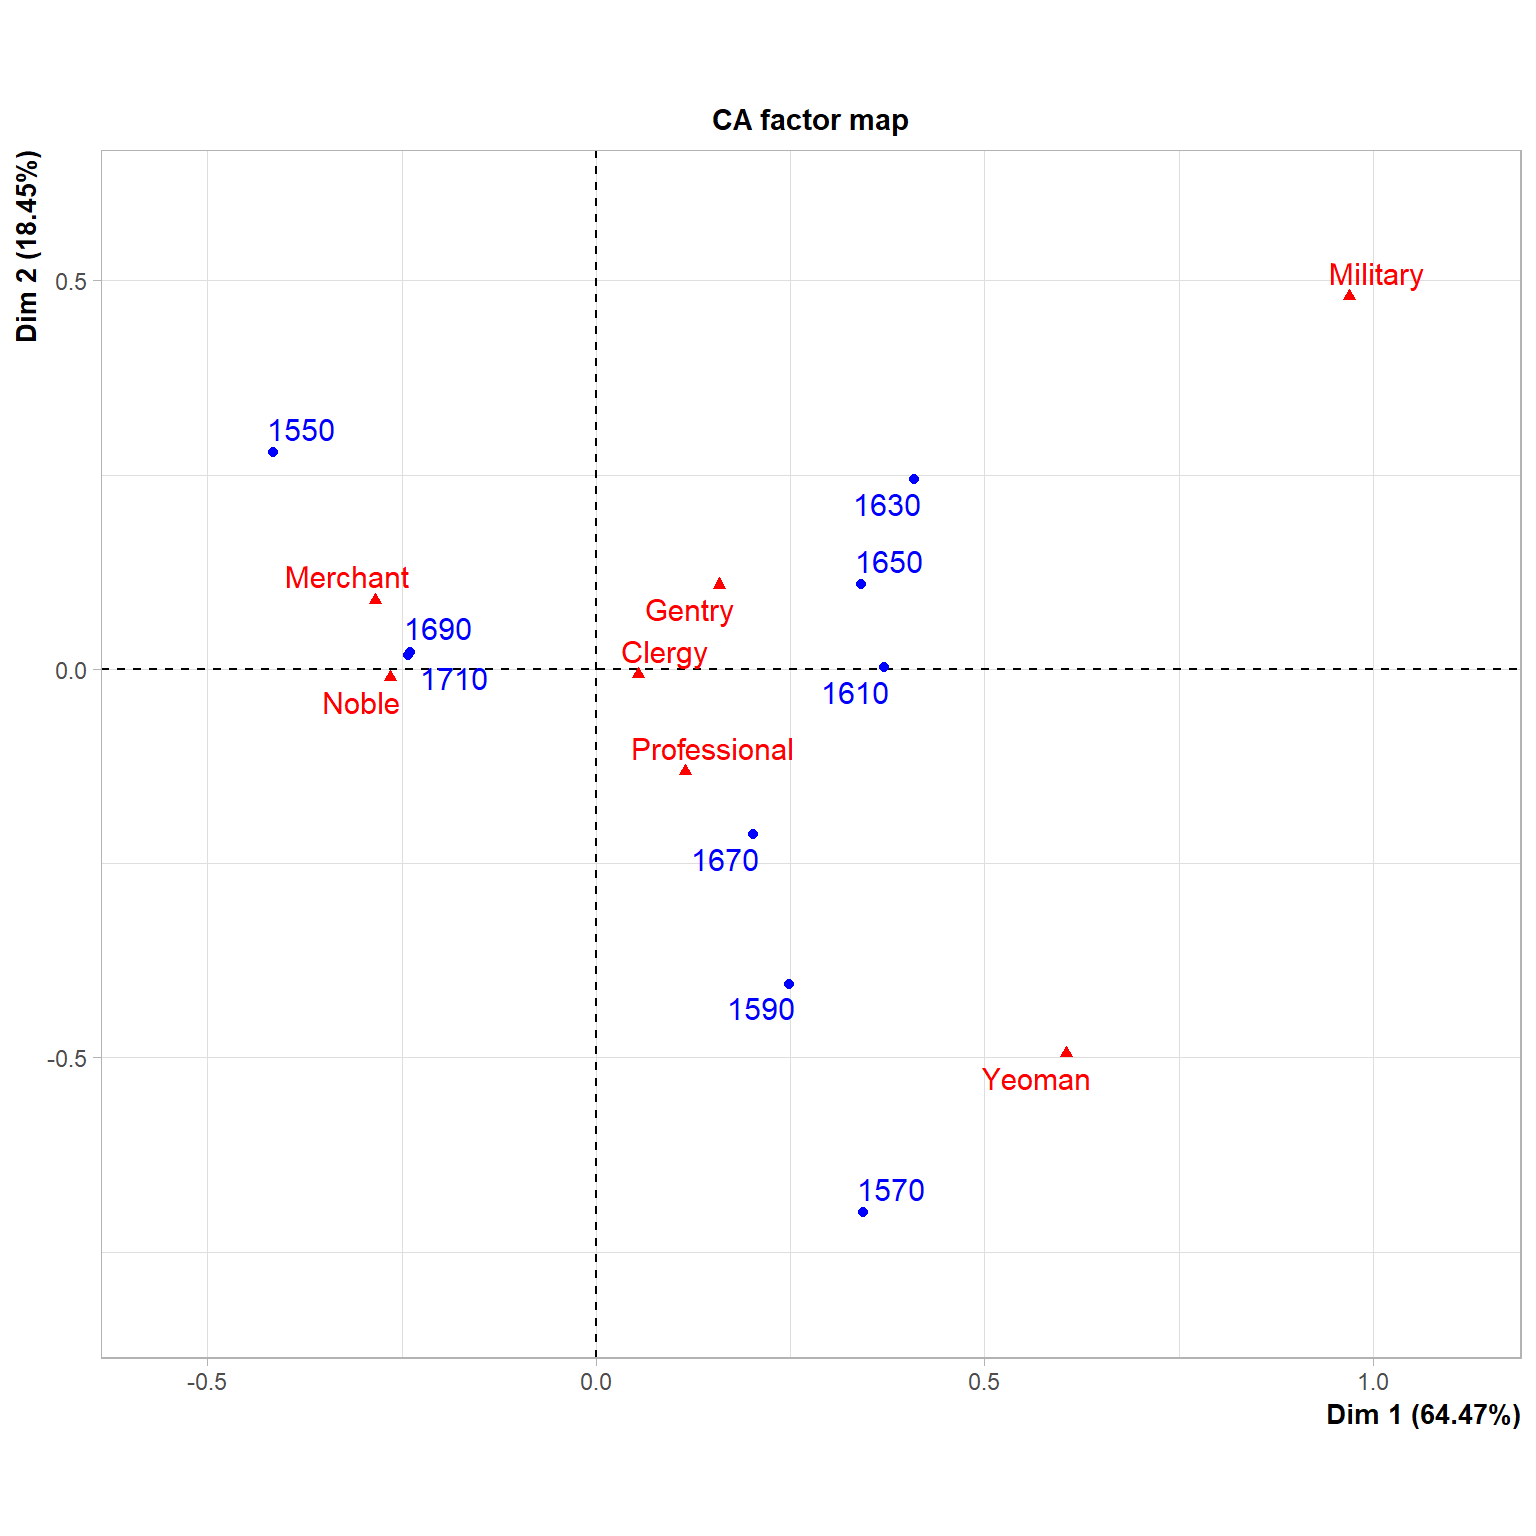 CA factor map
Dim 2 (18.45%)
0.5
Military
1550
1630
1650
Merchant
Gentry
1690
Clergy
0.0
1710
1610
Noble
Professional
1670
1590
-0.5
Yeoman
1570
-0.5
0.0
0.5
1.0
Dim 1 (64.47%)